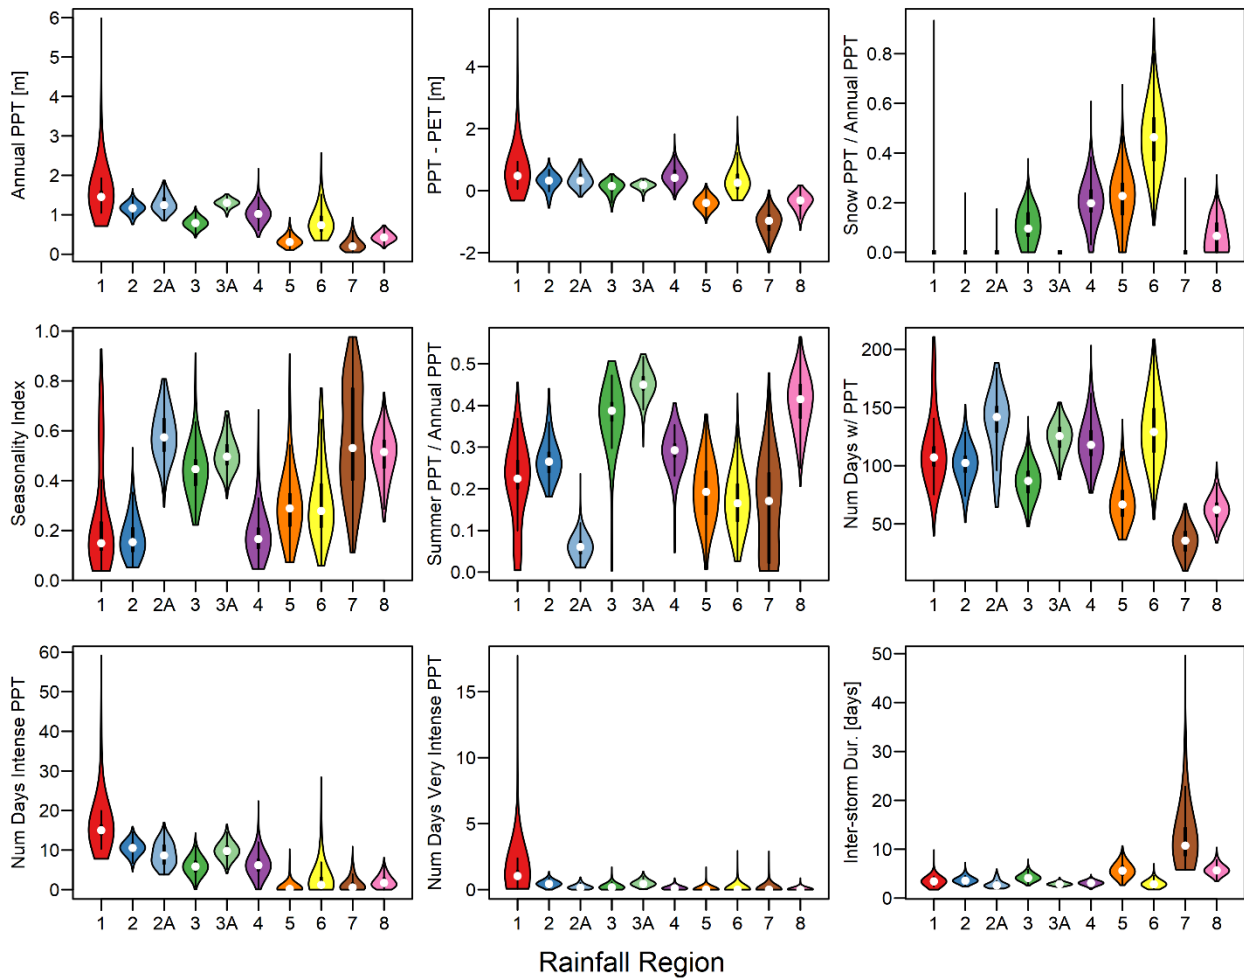 Annual PPT [m]
6
5
4
3
2
1
0
1 2 2A 3 3A 4 5 6 7 8
PPT - PET [m]
4
2
0
-2
1 2 2A 3 3A 4 5 6 7 8
Snow PPT / Annual PPT
0.8
0.6
0.4
0.2
0.0
1 2 2A 3 3A 4 5 6 7 8
Seasonality Index
1.0
0.8
0.6
0.4
0.2
0.0
1 2 2A 3 3A 4 5 6 7 8
Summer PPT / Annual PPT
0.5
0.4
0.3
0.2
0.1
0.0
1 2 2A 3 3A 4 5 6 7 8
Num Days w/ PPT
200
150
100
50
1 2 2A 3 3A 4 5 6 7 8
Num Days Intense PPT
60
50
40
30
20
10
0
1 2 2A 3 3A 4 5 6 7 8
Num Days Very Intense PPT
15
10
5
0
1 2 2A 3 3A 4 5 6 7 8
Inter-storm Dur. [days]
50
40
30
20
10
0
1 2 2A 3 3A 4 5 6 7 8
Rainfall Region